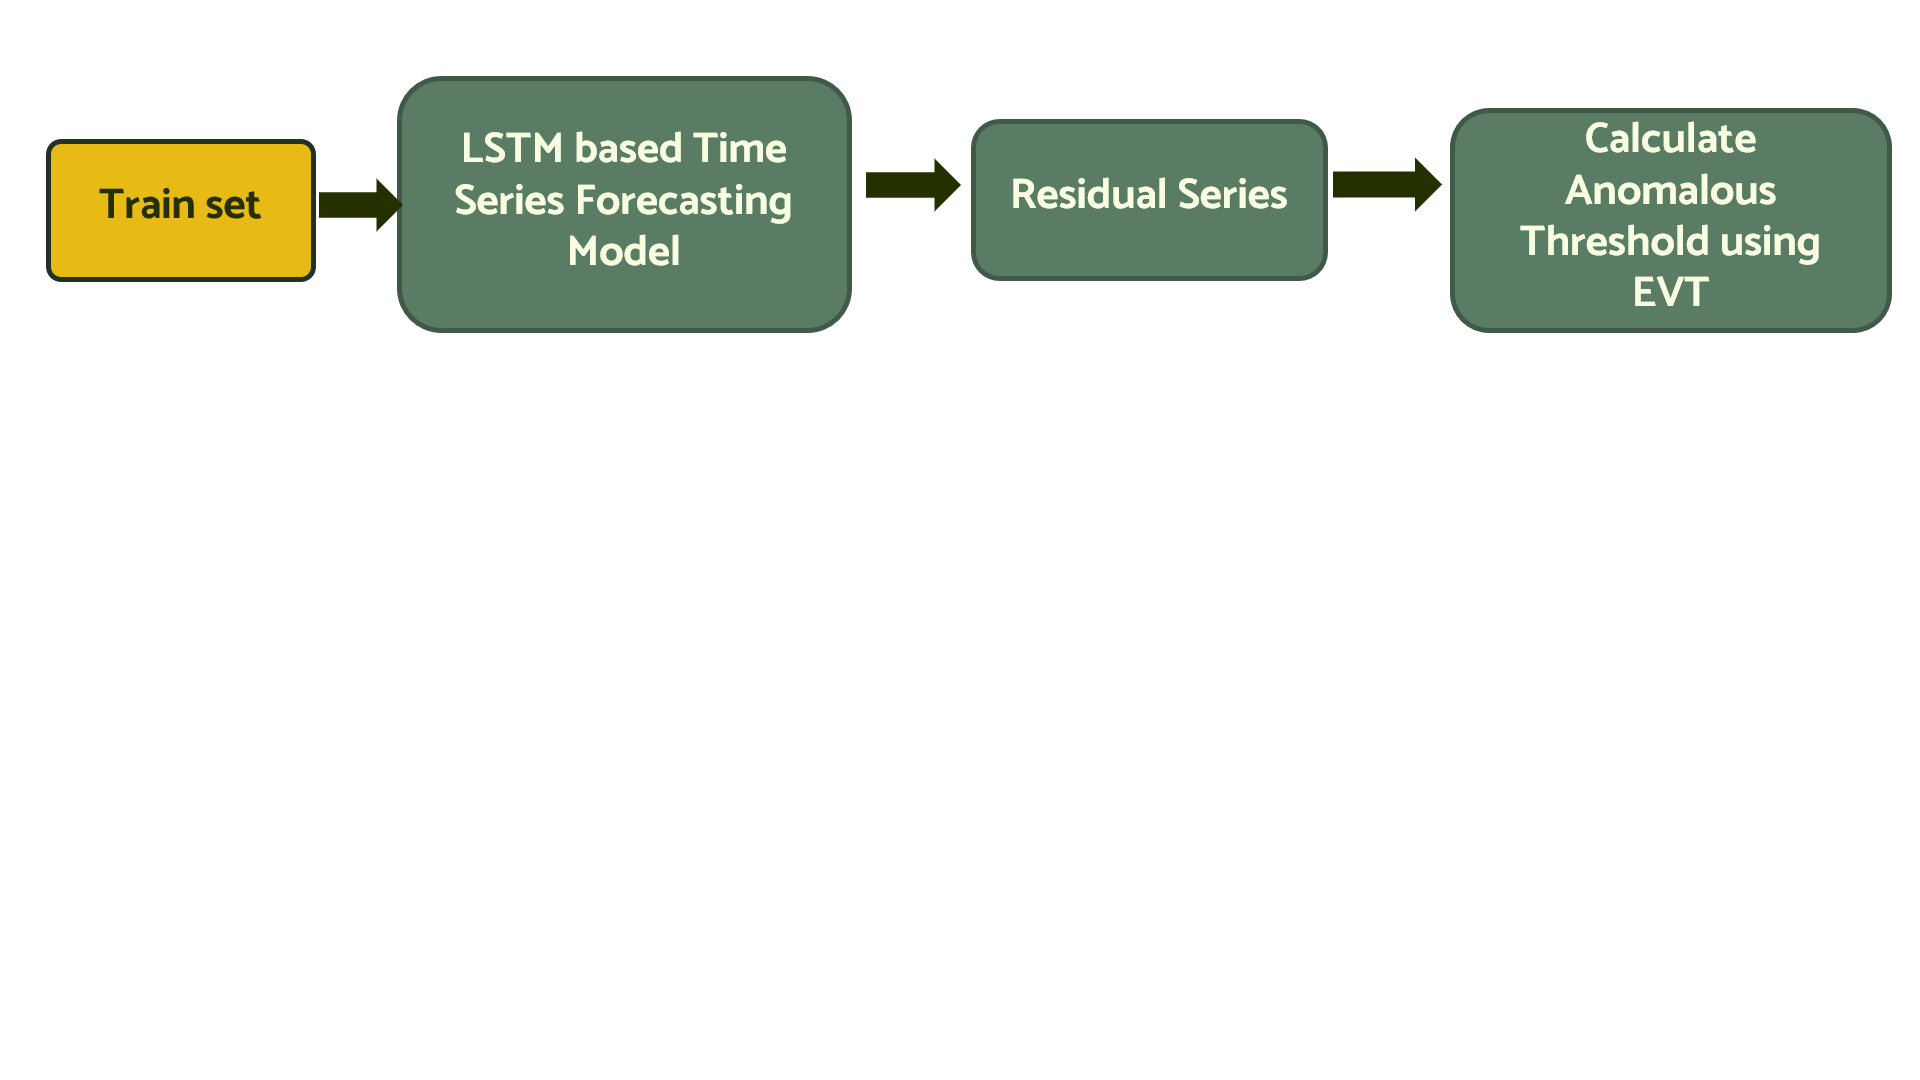 Train set
LSTM based Time
Series Forecasting
Model
Residual Series
Calculate
Anomalous
Threshold using
EVT